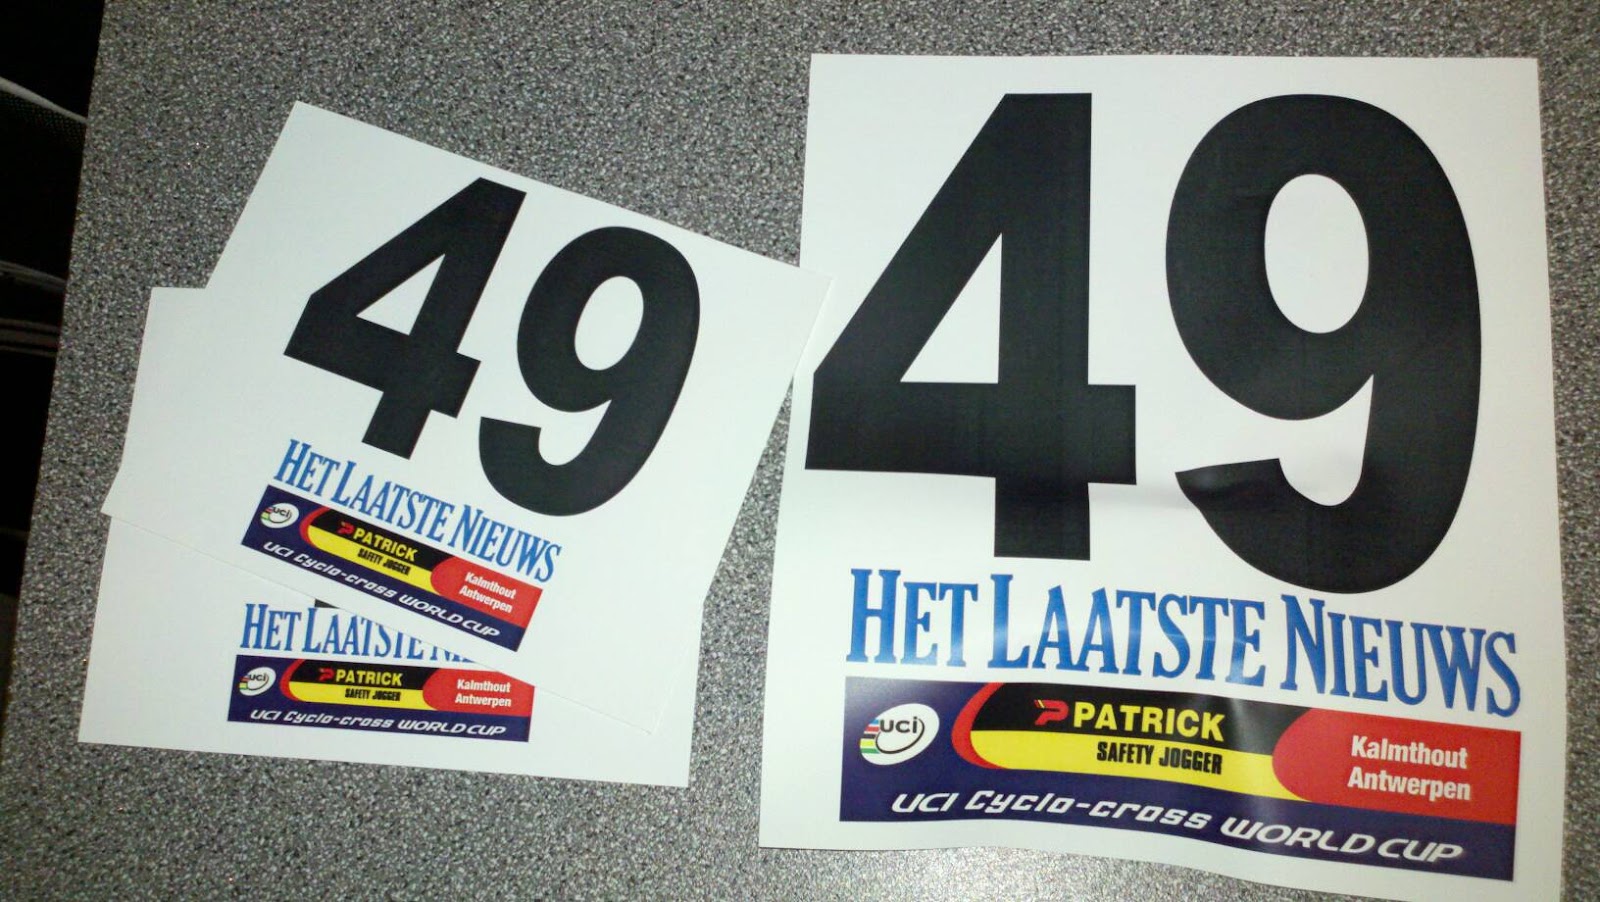 49
HET LAATSTE NIEUWS
uci
P PATRICK
SAFETY JOGGER
Kalmthout
Antwerpen
UCI Cyclo-cross WORLD CUP
HET LAATSTE
uci
P PATRICK
SAFETY JOGGER
Kalmthout
Antwerpen
UCI Cyclo-cross WORLD CUP
49
HET LAATSTE NIEUWS
uci
P PATRICK
SAFETY JOGGER
Kalmthout
Antwerpen
UCI Cyclo-cross WORLD CUP